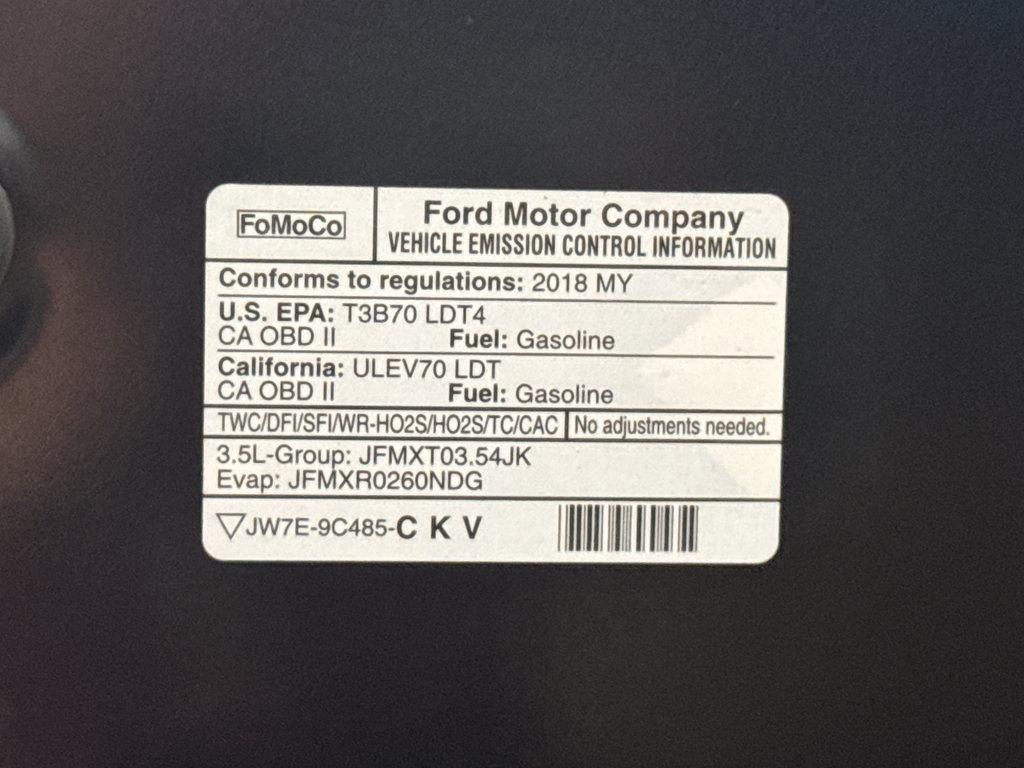 FoMoCo
Ford Motor Company
VEHICLE EMISSION CONTROL INFORMATION
Conforms to regulations: 2018 MY
U.S. EPA: T3B70 LDT4
CA OBD II Fuel: Gasoline
California: ULEV70 LDT
CA OBD II Fuel: Gasoline
TWC/DFI/SFI/WR-HO2S/HO2S/TC/CAC No adjustments needed.
3.5L-Group: JFMXT03.54JK
Evap: JFMXR0260NDG
▽JW7E-9C485-C K V